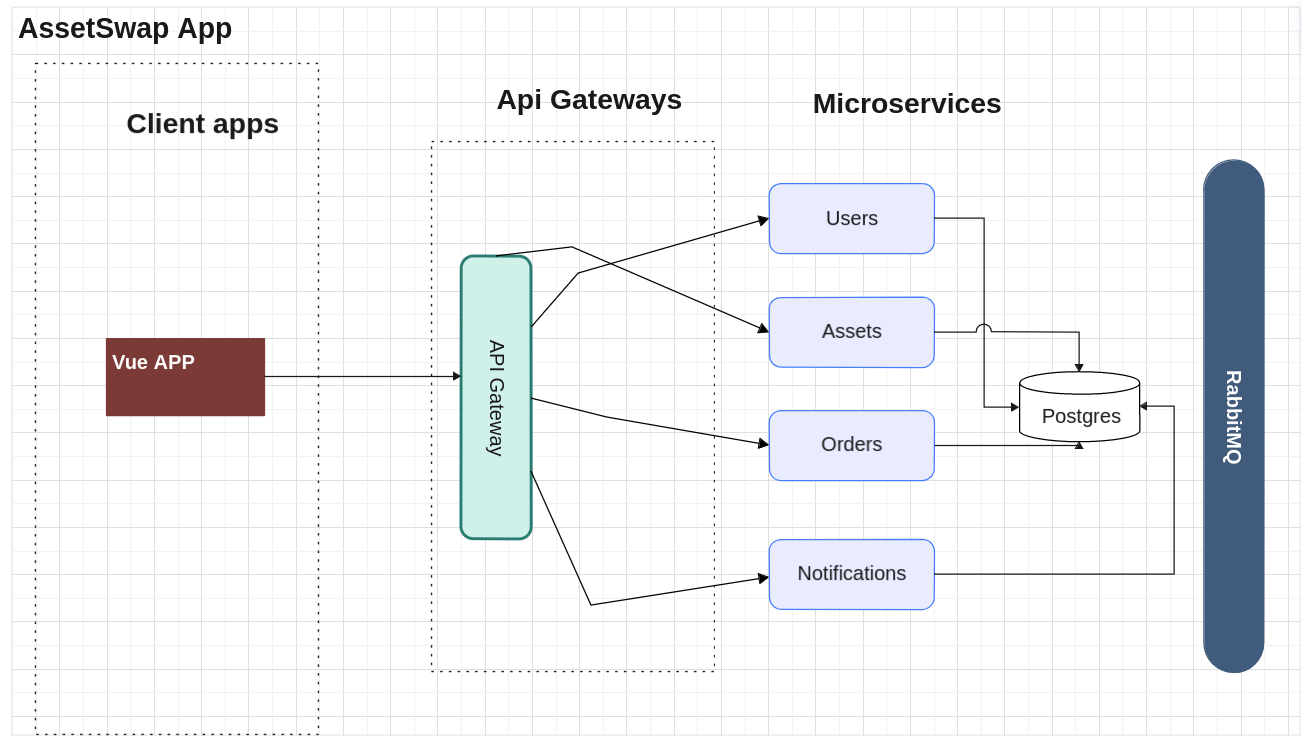 AssetSwap App
Client apps
Api Gateways
Microservices
Vue APP
API Gateway
Users
Assets
Orders
Notifications
Postgres
RabbitMQ